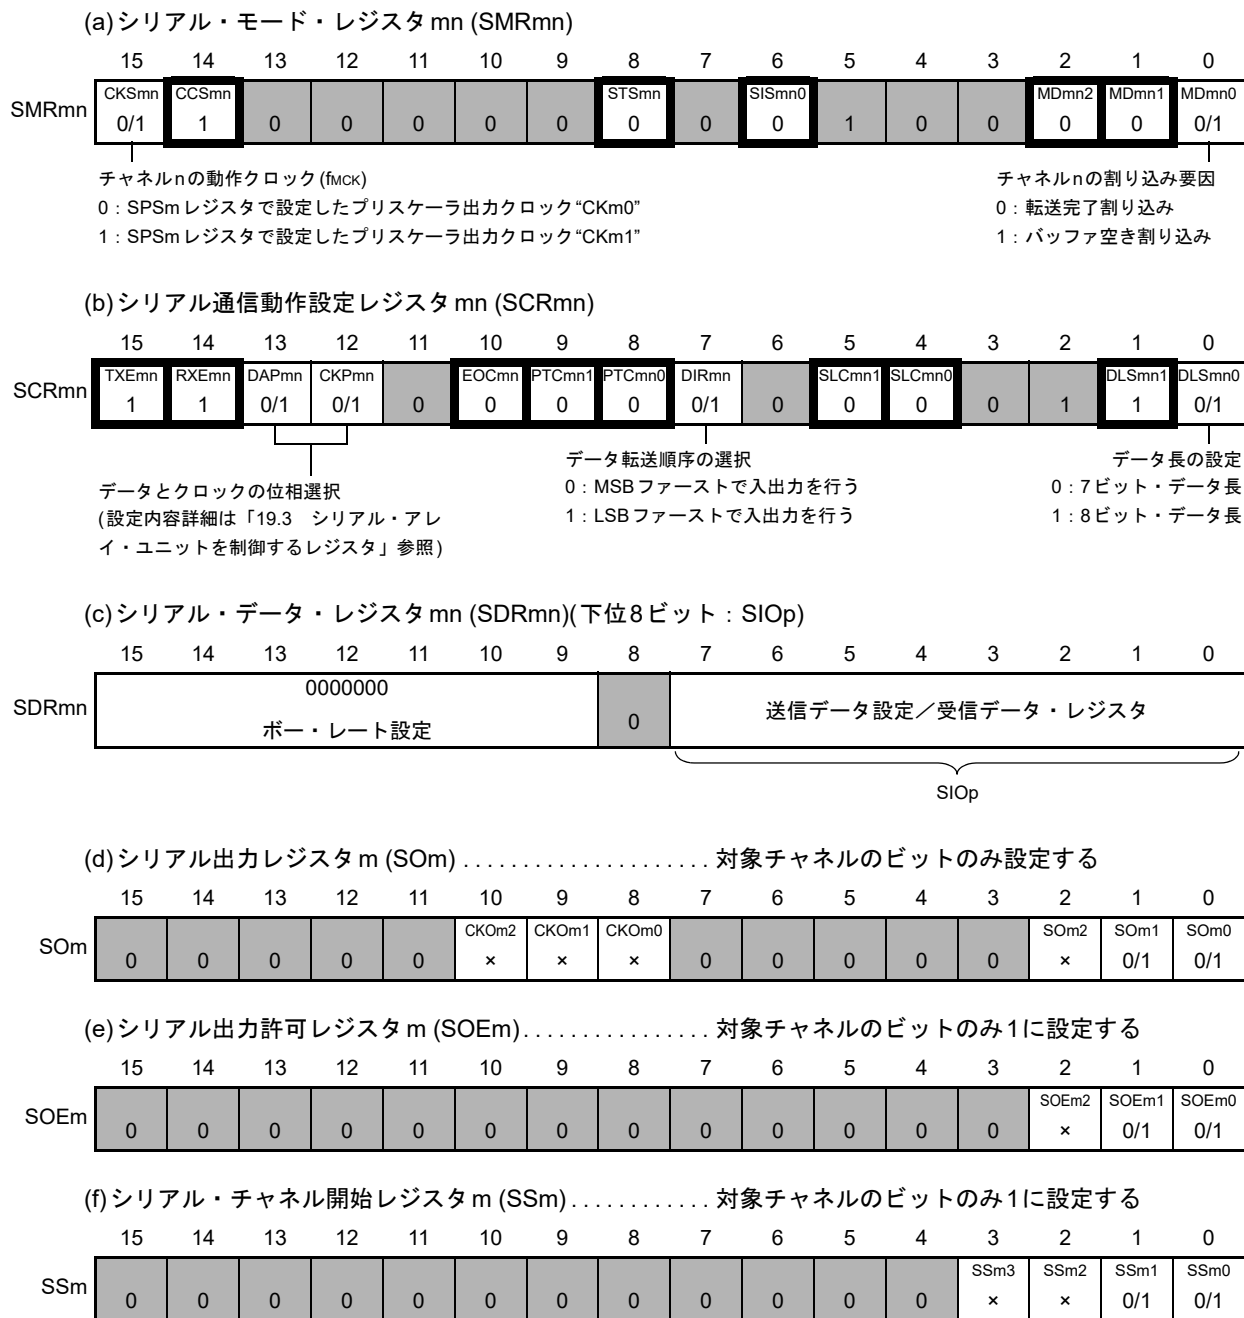 (a)シリアル・モード・レジスタmn (SMRmn)
15 14 13 12 11 10 9 8 7 6 5 4 3 2 1 0
CKSmn CCSmn STSmn SISmn0 MDmn2 MDmn1 MDmn0
SMRmn 0/1 1 0 0 0 0 0 0 0 0 1 0 0 0 0 0/1
チャネルnの動作クロック(fMCK)
0：SPSmレジスタで設定したプリスケーラ出力クロック“CKm0”
1：SPSmレジスタで設定したプリスケーラ出力クロック“CKm1”
チャネルnの割り込み要因
0：転送完了割り込み
1：バッファ空き割り込み
(b)シリアル通信動作設定レジスタmn (SCRmn)
15 14 13 12 11 10 9 8 7 6 5 4 3 2 1 0
TXEmn RXEmn DAPmn CKPmn EOCmn PTCmn1 PTCmn0 DIRmn SLCmn1 SLCmn0 DLSmn1 DLSmn0
SCRmn 1 1 0/1 0/1 0 0 0 0 0/1 0 0 0 0 1 1 0/1
データとクロックの位相選択
(設定内容詳細は「19.3　シリアル・アレ
イ・ユニットを制御するレジスタ」参照)
データ転送順序の選択
0：MSBファーストで入出力を行う
1：LSBファーストで入出力を行う
データ長の設定
0：7ビット・データ長
1：8ビット・データ長
(c)シリアル・データ・レジスタmn (SDRmn)(下位8ビット：SIOp)
15 14 13 12 11 10 9 8 7 6 5 4 3 2 1 0
SDRmn
0000000
ボー・レート設定
0
送信データ設定／受信データ・レジスタ
SIOp
(d)シリアル出力レジスタm (SOm) ..................... 対象チャネルのビットのみ設定する
15 14 13 12 11 10 9 8 7 6 5 4 3 2 1 0
CKOm2 CKOm1 CKOm0 SOm2 SOm1 SOm0
SOm 0 0 0 0 0 × × × 0 0 0 0 0 × 0/1 0/1
(e)シリアル出力許可レジスタm (SOEm)................ 対象チャネルのビットのみ1に設定する
15 14 13 12 11 10 9 8 7 6 5 4 3 2 1 0
SOEm2 SOEm1 SOEm0
SOEm 0 0 0 0 0 0 0 0 0 0 0 0 0 × 0/1 0/1
(f)シリアル・チャネル開始レジスタm (SSm)............ 対象チャネルのビットのみ1に設定する
15 14 13 12 11 10 9 8 7 6 5 4 3 2 1 0
SSm3 SSm2 SSm1 SSm0
SSm 0 0 0 0 0 0 0 0 0 0 0 0 × × 0/1 0/1